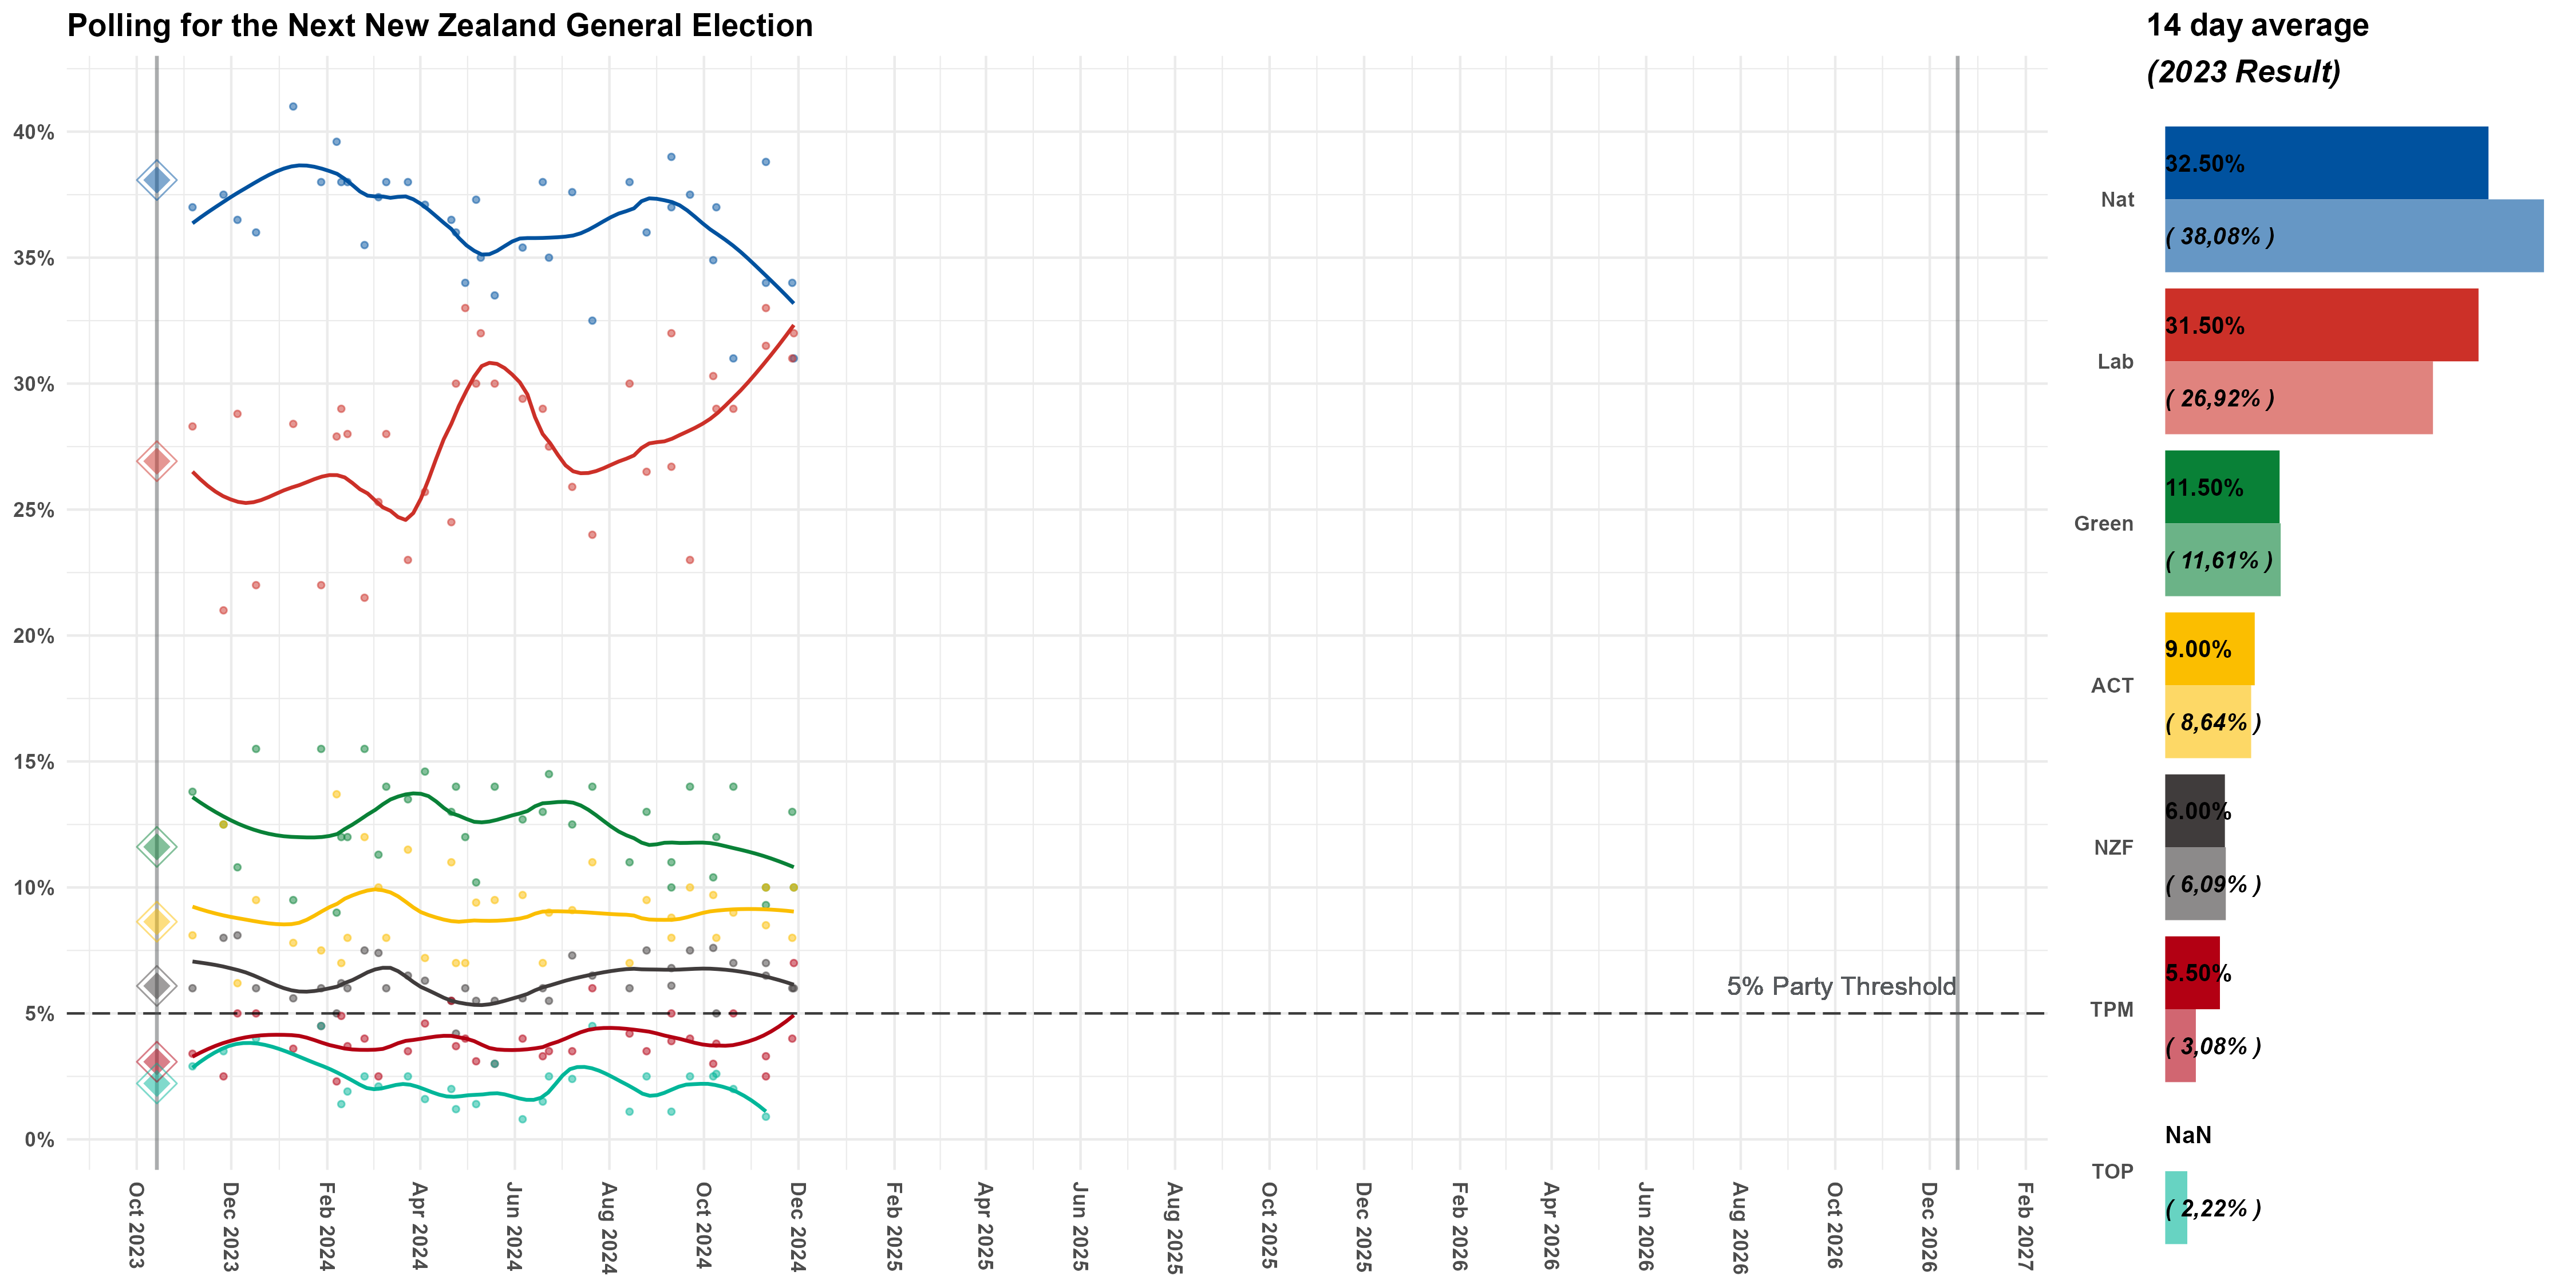 Polling for the Next New Zealand General Election
14 day average
(2023 Result)
40%
35%
30%
25%
20%
15%
10%
5%
0%
5% Party Threshold
Oct 2023
Dec 2023
Feb 2024
Apr 2024
Jun 2024
Aug 2024
Oct 2024
Dec 2024
Feb 2025
Apr 2025
Jun 2025
Aug 2025
Oct 2025
Dec 2025
Feb 2026
Apr 2026
Jun 2026
Aug 2026
Oct 2026
Dec 2026
Feb 2027
Nat
32.50%
( 38,08% )
Lab
31.50%
( 26,92% )
Green
11.50%
( 11,61% )
ACT
9.00%
( 8,64% )
NZF
6.00%
( 6,09% )
TPM
5.50%
( 3,08% )
TOP
NaN
( 2,22% )